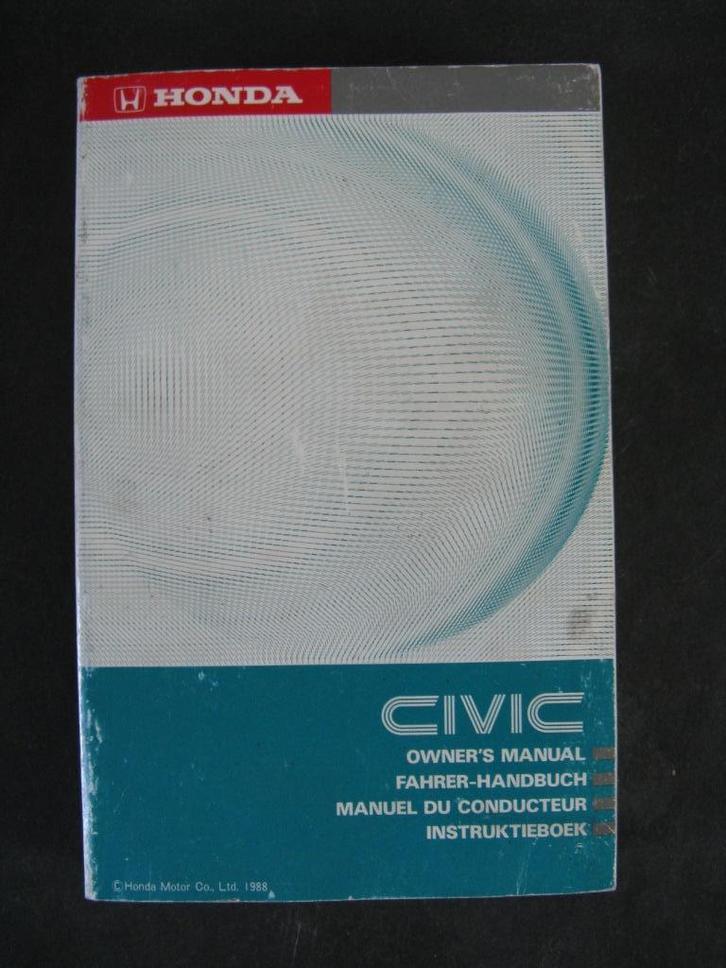 HONDA
CIVIC
OWNER'S MANUAL
FAHRER-HANDBUCH
MANUEL DU CONDUCTEUR
INSTRUKTIEBOEK
© Honda Motor Co., Ltd. 1988